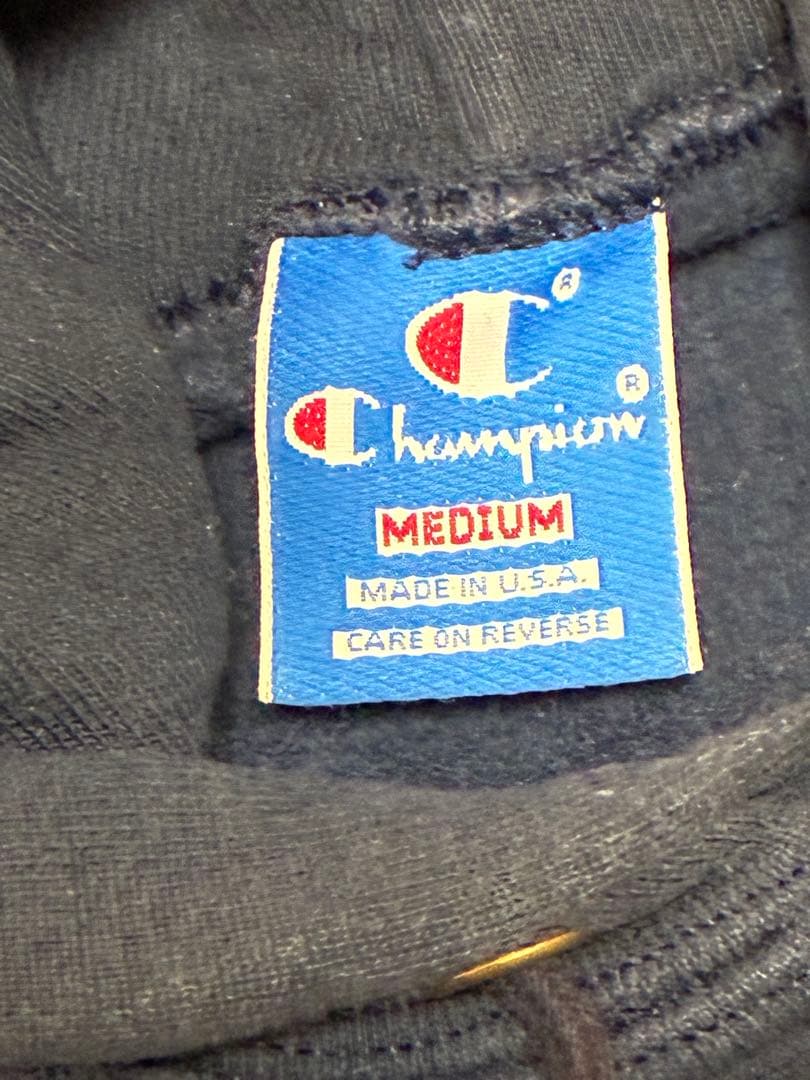 ®
Champion®
MEDIUM
MADE IN U.S.A.
CARE ON REVERSE